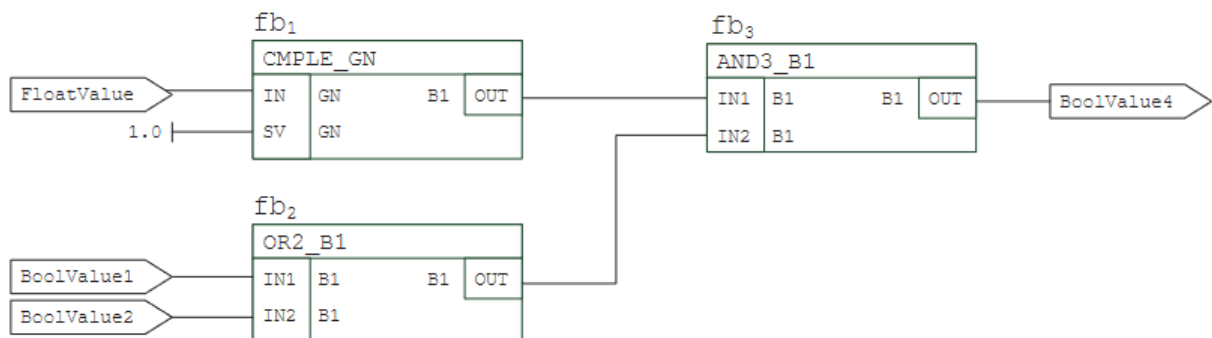 fb₁
CMPLE_GN
FloatValue
IN GN B1 OUT
1.0
SV GN
fb₃
AND3_B1
IN1 B1 B1 OUT
BoolValue4
IN2 B1
fb₂
OR2_B1
BoolValue1
IN1 B1 B1 OUT
BoolValue2
IN2 B1